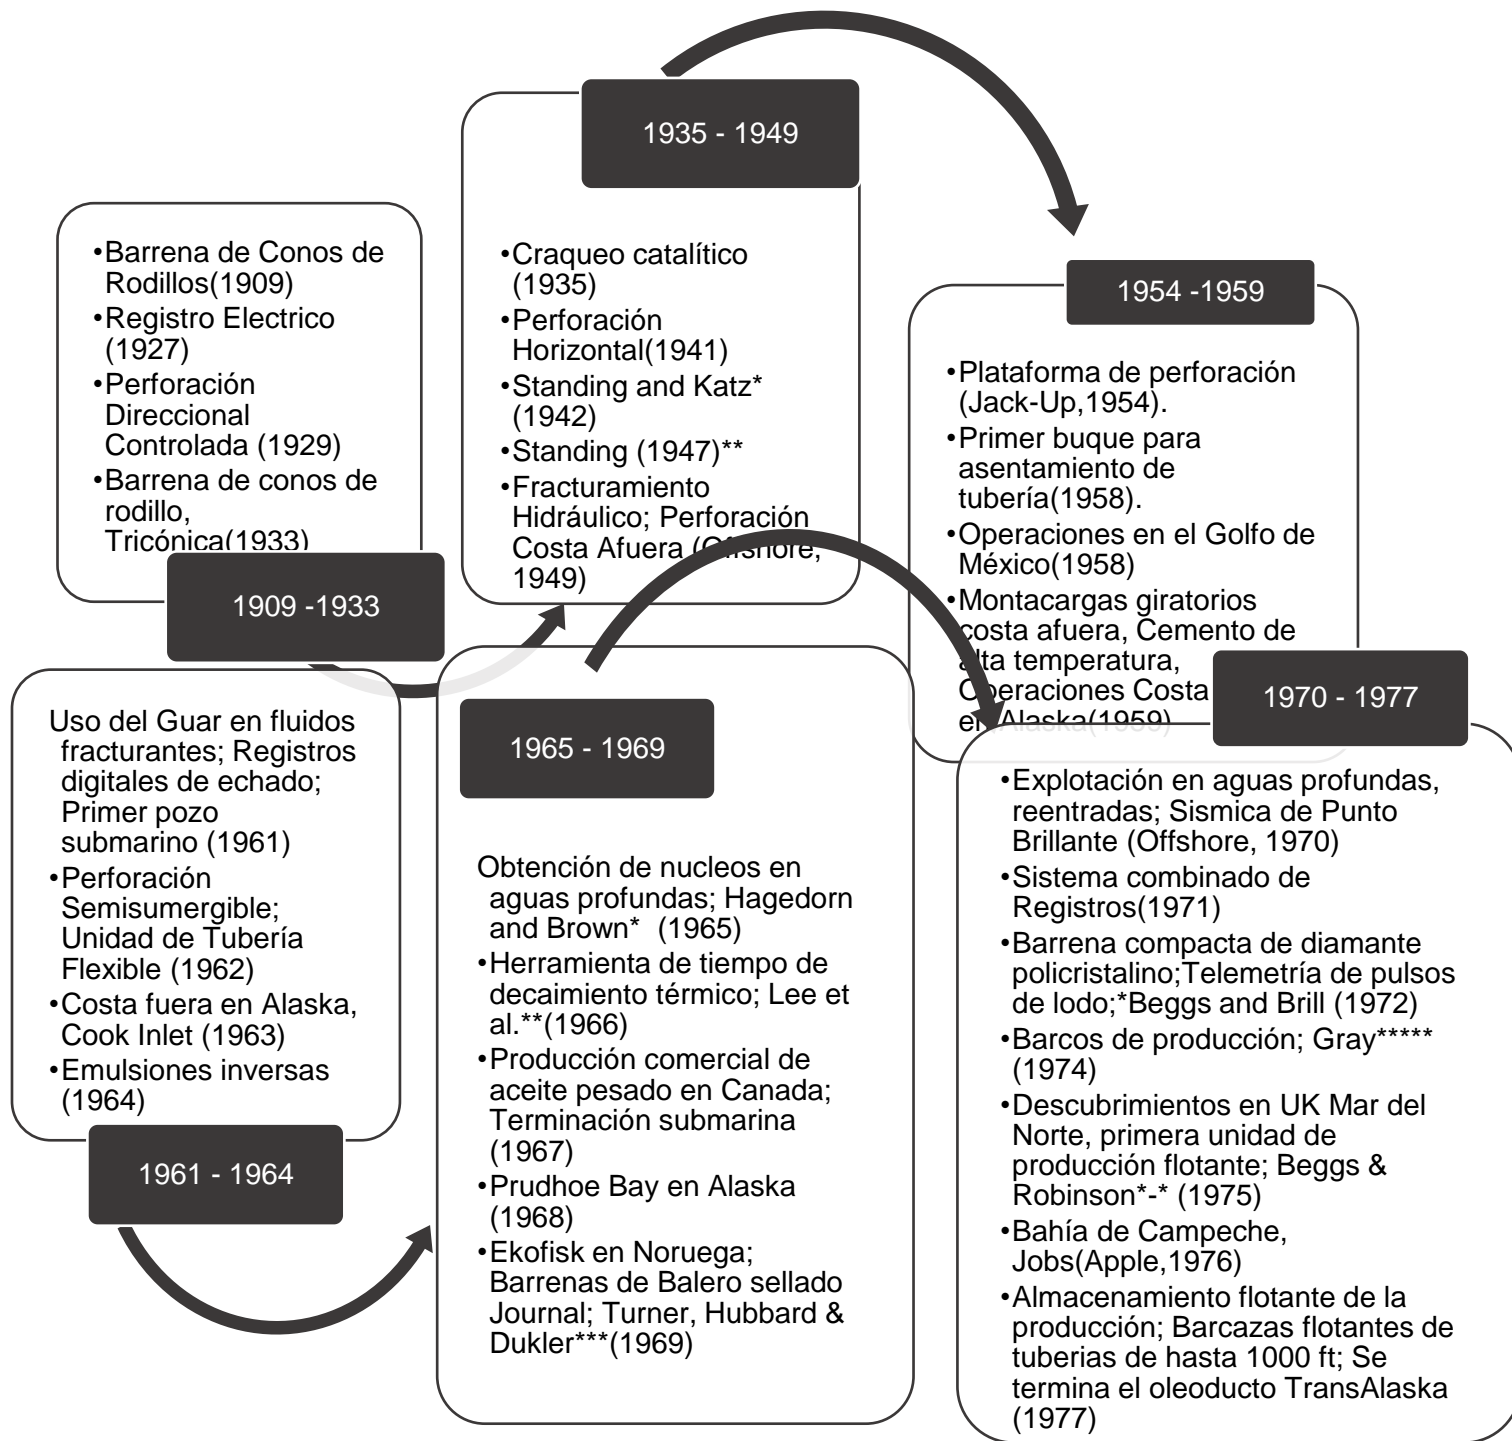 •Barrena de Conos de
Rodillos(1909)
•Registro Electrico
(1927)
•Perforación
Direccional
Controlada (1929)
•Barrena de conos de
rodillo,
Tricónica(1933)
1909 -1933
1935 - 1949
•Craqueo catalítico
(1935)
•Perforación
Horizontal(1941)
•Standing and Katz*
(1942)
•Standing (1947)**
•Fracturamiento
Hidráulico; Perforación
Costa Afuera (Offshore,
1949)
1954 -1959
•Plataforma de perforación
(Jack-Up,1954).
•Primer buque para
asentamiento de
tubería(1958).
•Operaciones en el Golfo de
México(1958)
•Montacargas giratorios
costa afuera, Cemento de
alta temperatura,
Operaciones Costa
en Alaska(1959)
Uso del Guar en fluidos
fracturantes; Registros
digitales de echado;
Primer pozo
submarino (1961)
•Perforación
Semisumergible;
Unidad de Tubería
Flexible (1962)
•Costa fuera en Alaska,
Cook Inlet (1963)
•Emulsiones inversas
(1964)
1961 - 1964
1965 - 1969
Obtención de nucleos en
aguas profundas; Hagedorn
and Brown* (1965)
•Herramienta de tiempo de
decaimiento térmico; Lee et
al.**(1966)
•Producción comercial de
aceite pesado en Canada;
Terminación submarina
(1967)
•Prudhoe Bay en Alaska
(1968)
•Ekofisk en Noruega;
Barrenas de Balero sellado
Journal; Turner, Hubbard &
Dukler***(1969)
1970 - 1977
•Explotación en aguas profundas,
reentradas; Sismica de Punto
Brillante (Offshore, 1970)
•Sistema combinado de
Registros(1971)
•Barrena compacta de diamante
policristalino;Telemetría de pulsos
de lodo;*Beggs and Brill (1972)
•Barcos de producción; Gray*****
(1974)
•Descubrimientos en UK Mar del
Norte, primera unidad de
producción flotante; Beggs &
Robinson*-* (1975)
•Bahía de Campeche,
Jobs(Apple,1976)
•Almacenamiento flotante de la
producción; Barcazas flotantes de
tuberias de hasta 1000 ft; Se
termina el oleoducto TransAlaska
(1977)